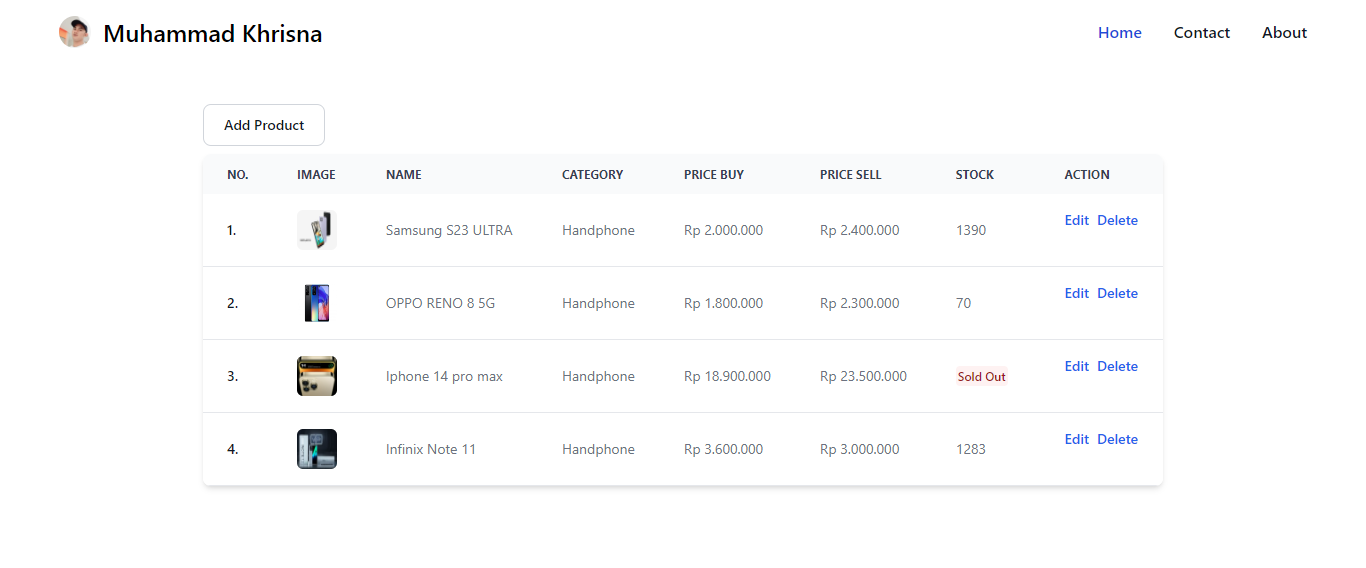 Muhammad Khrisna Home Contact About
Add Product
NO. IMAGE NAME CATEGORY PRICE BUY PRICE SELL STOCK ACTION
1. Samsung S23 ULTRA Handphone Rp 2.000.000 Rp 2.400.000 1390 Edit Delete
2. OPPO RENO 8 5G Handphone Rp 1.800.000 Rp 2.300.000 70 Edit Delete
3. Iphone 14 pro max Handphone Rp 18.900.000 Rp 23.500.000 Sold Out Edit Delete
4. Infinix Note 11 Handphone Rp 3.600.000 Rp 3.000.000 1283 Edit Delete